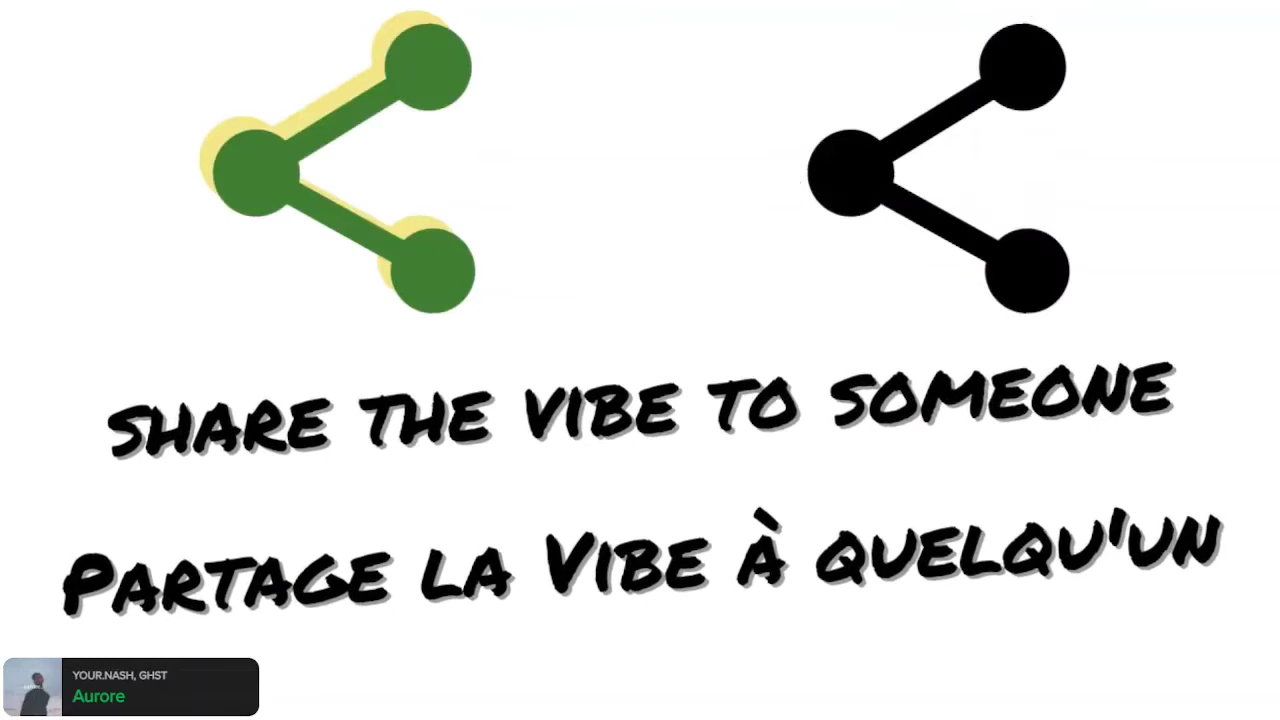 SHARE THE VIBE TO SOMEONE
PARTAGE LA VIBE À QUELQU'UN
YOUR.NASH, GHST
Aurore